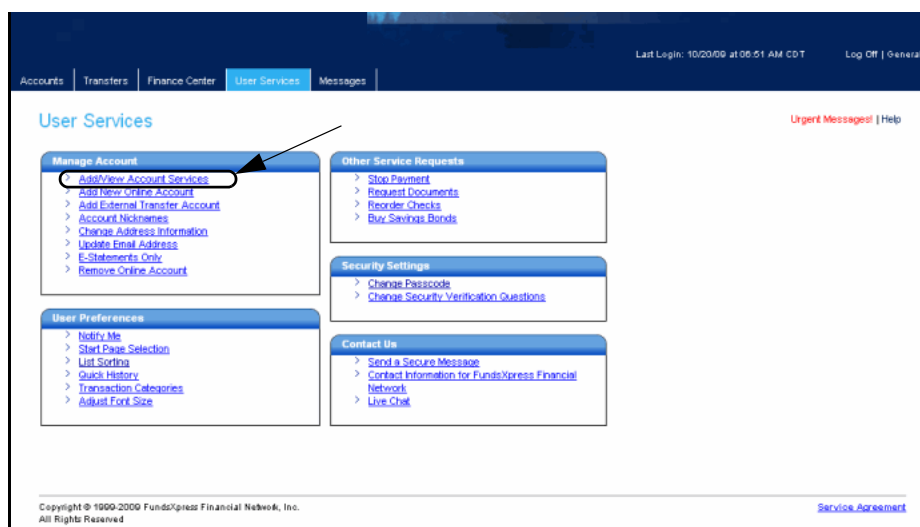 Last Login: 10/20/09 at 06:51 AM CDT Log Off | General
Accounts Transfers Finance Center User Services Messages
User Services
Urgent Messages! | Help
Manage Account
Add/View Account Services
Add New Online Account
Add External Transfer Account
Account Nicknames
Change Address Information
Update Email Address
E-Statements Only
Remove Online Account
User Preferences
Notify Me
Start Page Selection
List Sorting
Quick History
Transaction Categories
Adjust Font Size
Other Service Requests
Stop Payment
Request Documents
Reorder Checks
Buy Savings Bonds
Security Settings
Change Passcode
Change Security Verification Questions
Contact Us
Send a Secure Message
Contact Information for FundsXpress Financial
Network
Live Chat
Copyright © 1999-2009 FundsXpress Financial Network, Inc.
All Rights Reserved
Service Agreement